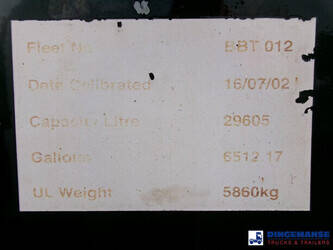 Fleet No BBT 012
Date Calibrated 16/07/02
Capacity Litre 29605
Gallons 6512.17
UL Weight 5860kg
DINGEMANSE
TRUCKS & TRAILERS